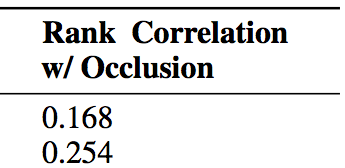 Rank Correlation
w/ Occlusion
0.168
0.254